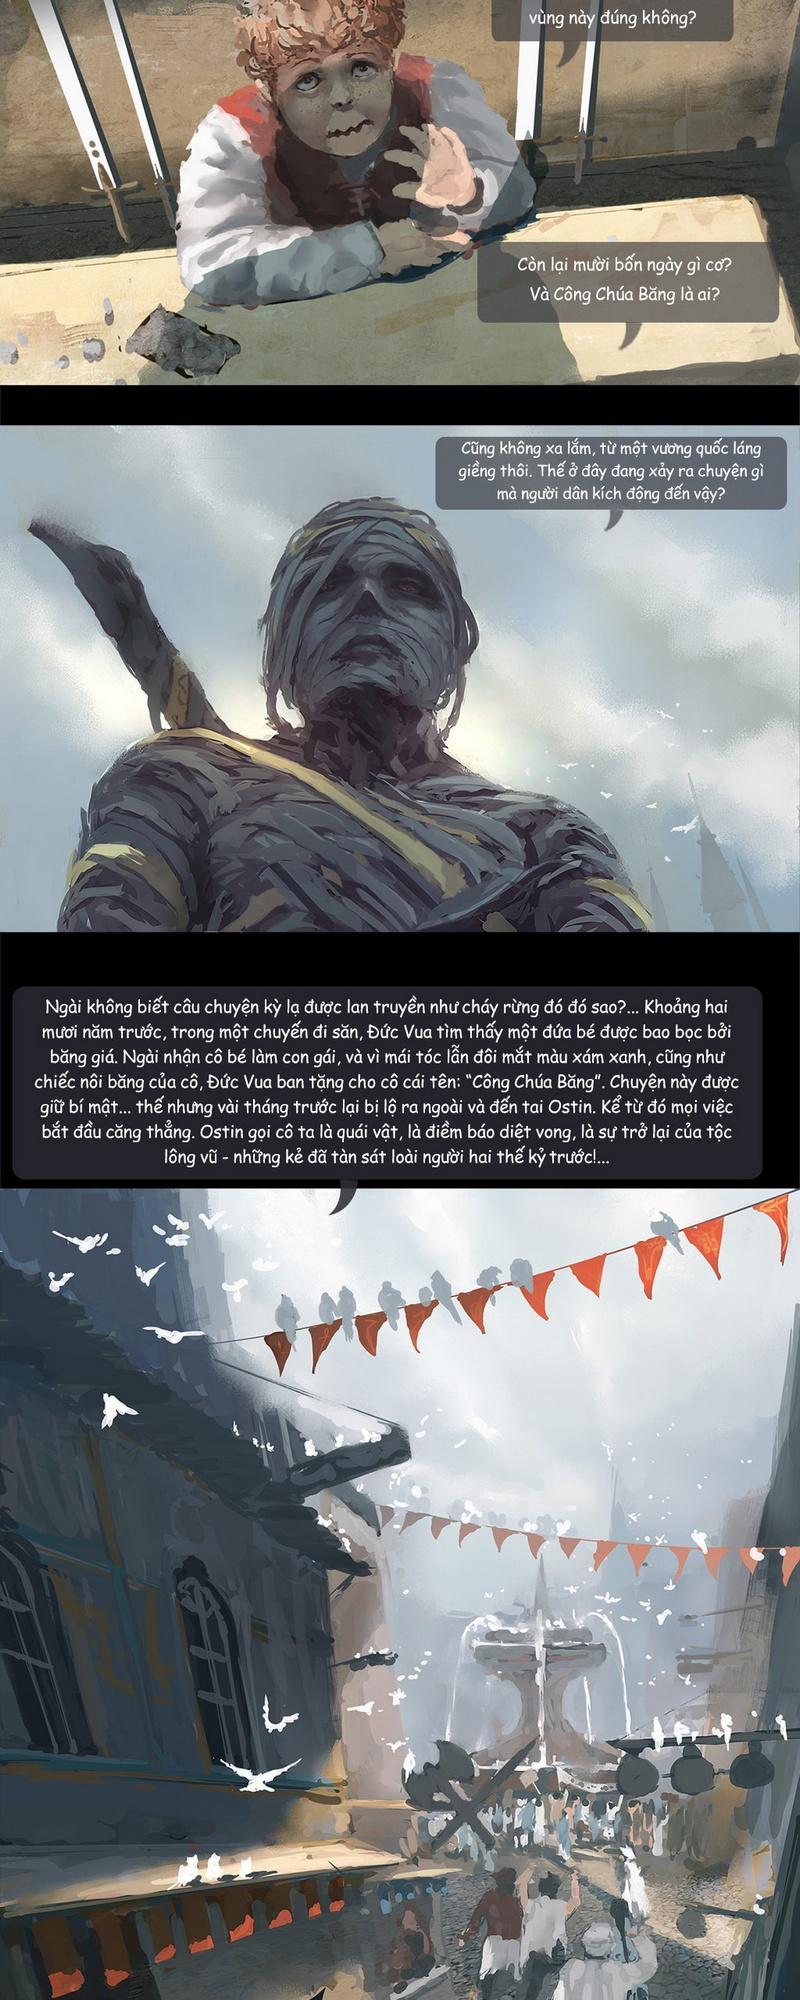 vùng này đúng không?
Còn lại mười bốn ngày gì cơ?
Và Công Chúa Băng là ai?
Cũng không xa lắm, từ một vương quốc láng
giềng thôi. Thế ở đây đang xảy ra chuyện gì
mà người dân kích động đến vậy?
Ngài không biết câu chuyện kỳ lạ được lan truyền như cháy rừng đó đó sao?... Khoảng hai
mươi năm trước, trong một chuyến đi săn, Đức Vua tìm thấy một đứa bé được bao bọc bởi
băng giá. Ngài nhận cô bé làm con gái, và vì mái tóc lẫn đôi mắt màu xám xanh, cũng như
chiếc nôi băng của cô, Đức Vua ban tặng cho cô cái tên: “Công Chúa Băng”. Chuyện này được
giữ bí mật... thế nhưng vài tháng trước lại bị lộ ra ngoài và đến tai Ostin. Kể từ đó mọi việc
bắt đầu căng thẳng. Ostin gọi cô ta là quái vật, là điềm báo diệt vong, là sự trở lại của tộc
lông vũ - những kẻ đã tàn sát loài người hai thế kỷ trước!...